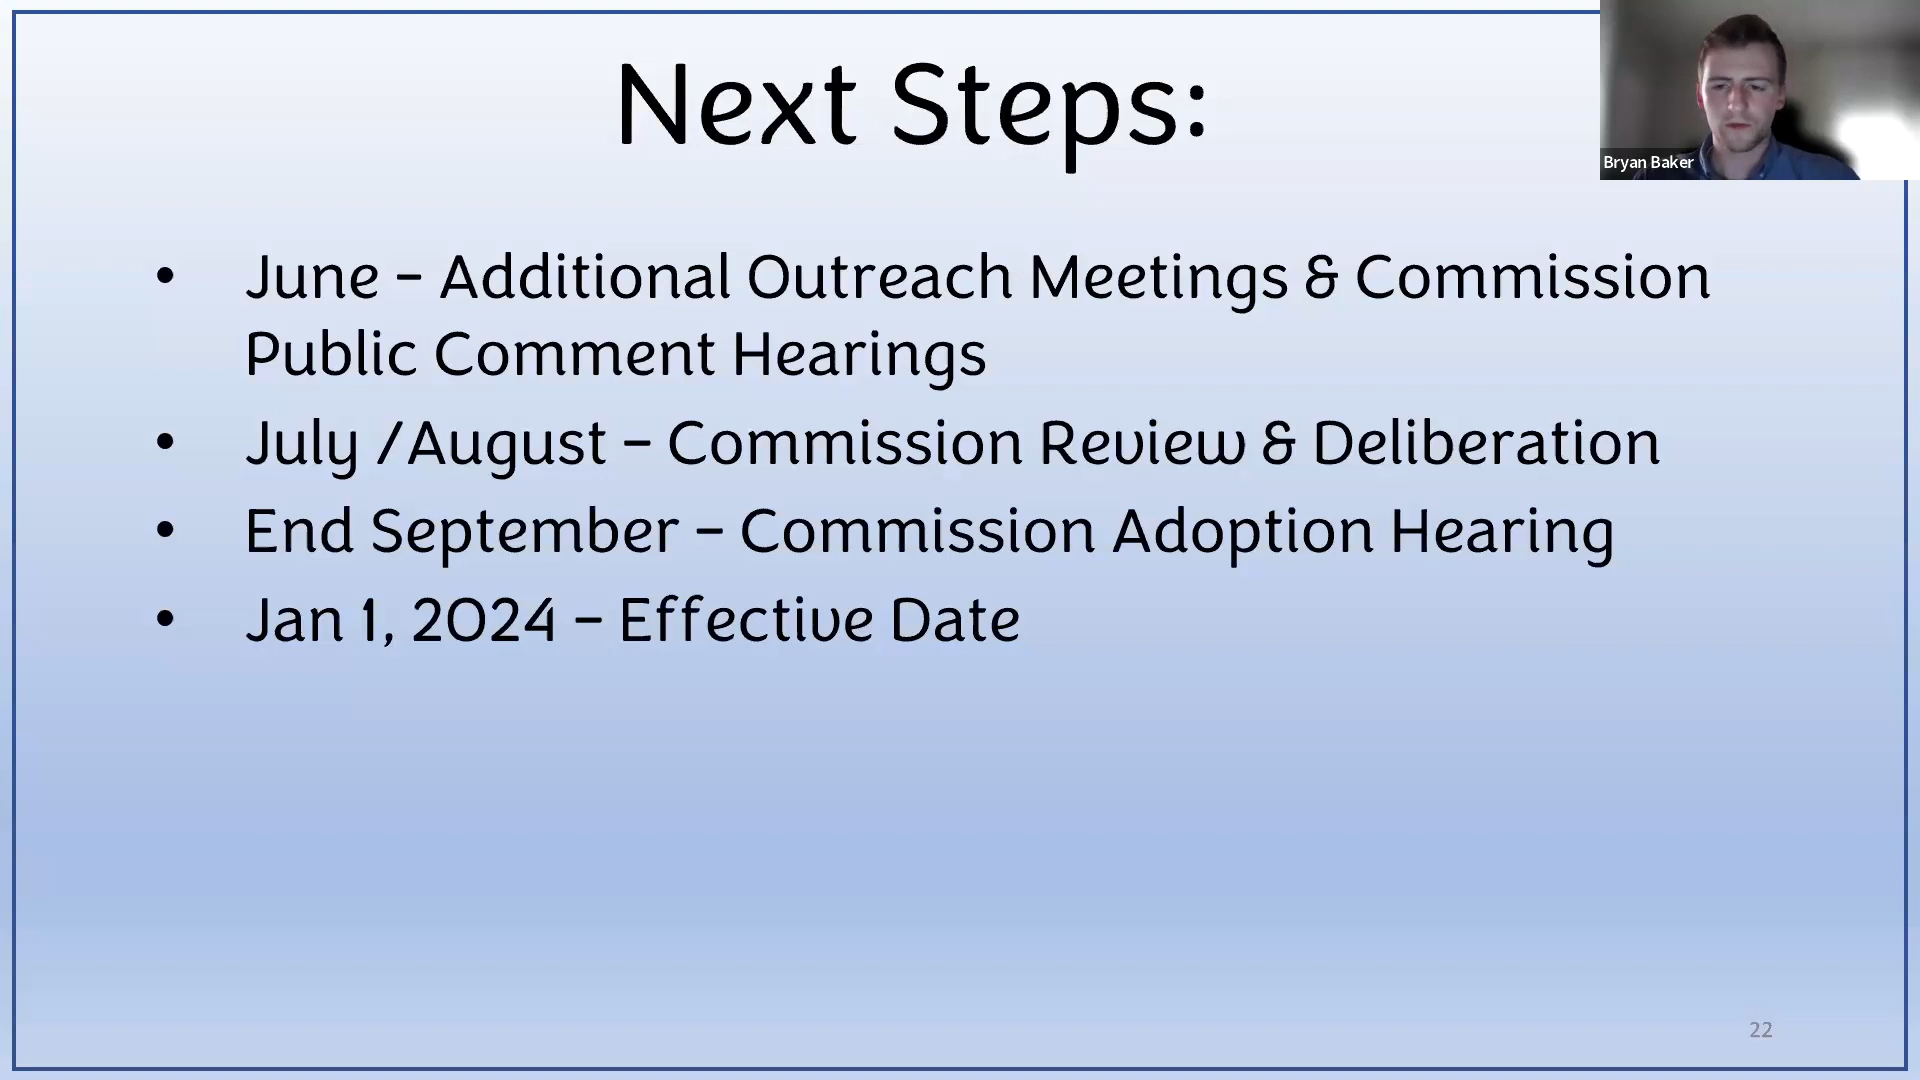 Next Steps:
Bryan Baker
• June – Additional Outreach Meetings & Commission
Public Comment Hearings
• July /August – Commission Review & Deliberation
• End September – Commission Adoption Hearing
• Jan 1, 2024 – Effective Date
22